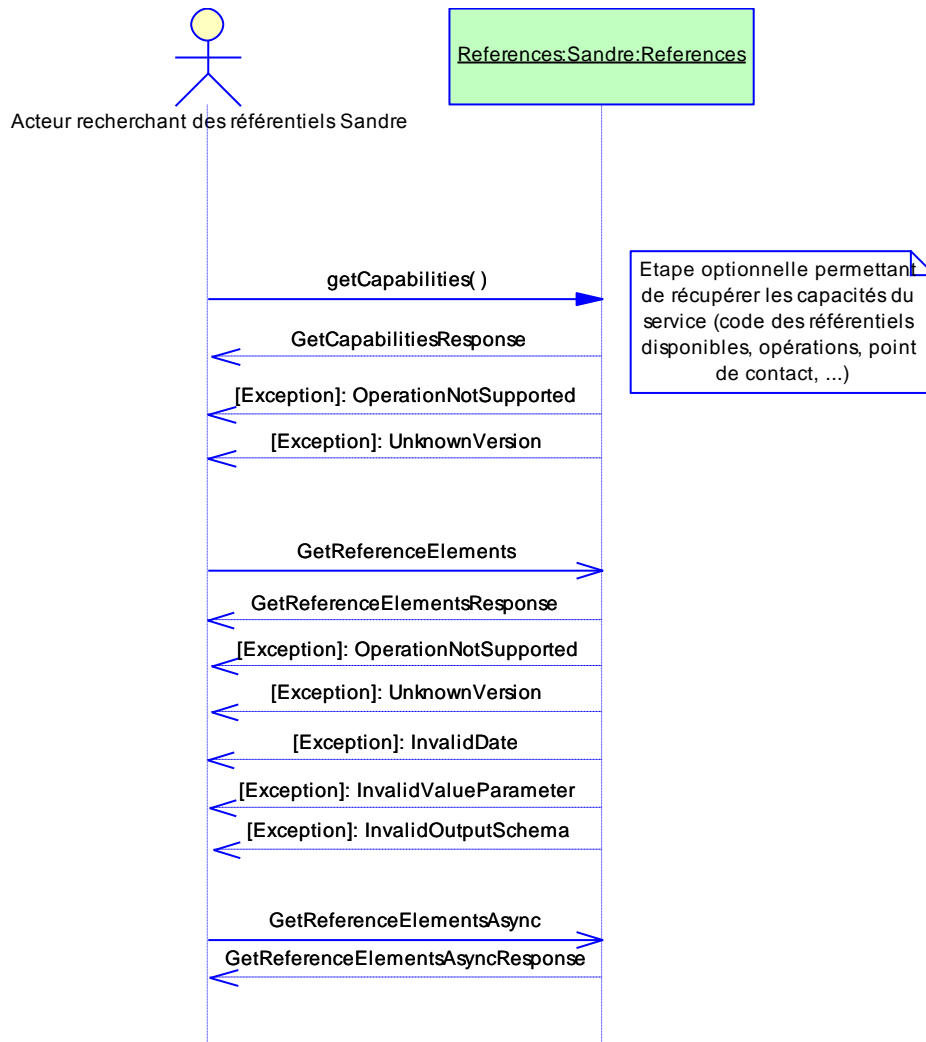 References:Sandre:References
Acteur recherchant des référentiels Sandre
getCapabilities( )
Etape optionnelle permettant
de récupérer les capacités du
service (code des référentiels
disponibles, opérations, point
de contact, ...)
GetCapabilitiesResponse
[Exception]: OperationNotSupported
[Exception]: UnknownVersion
GetReferenceElements
GetReferenceElementsResponse
[Exception]: OperationNotSupported
[Exception]: UnknownVersion
[Exception]: InvalidDate
[Exception]: InvalidValueParameter
[Exception]: InvalidOutputSchema
GetReferenceElementsAsync
GetReferenceElementsAsyncResponse